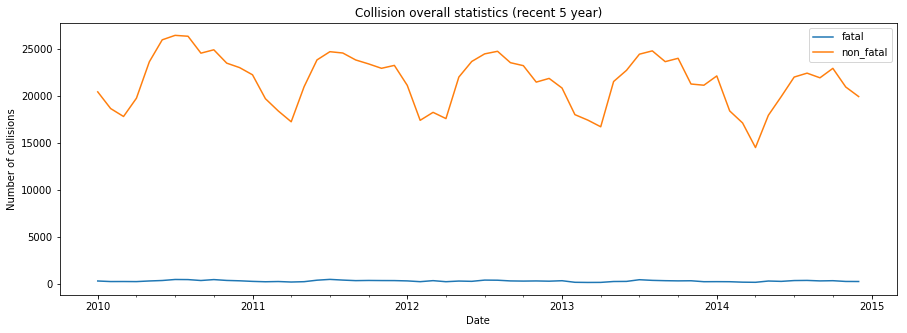 Collision overall statistics (recent 5 year)
fatal
non_fatal
Number of collisions
25000
20000
15000
10000
5000
0
2010
2011
2012
2013
2014
2015
Date